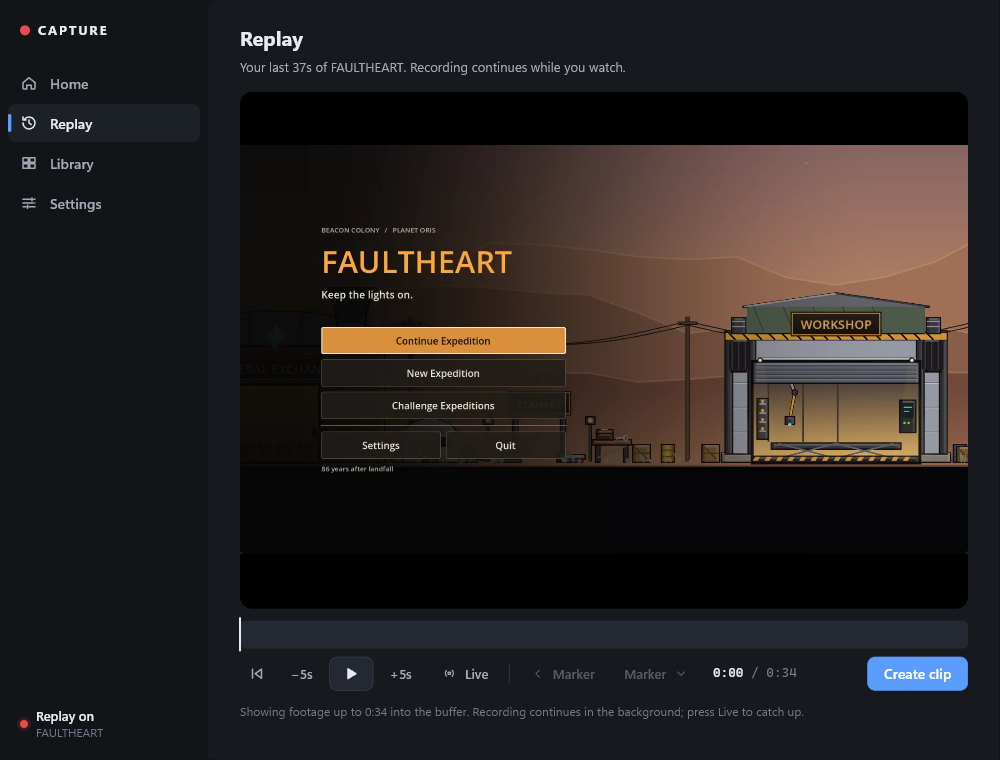 CAPTURE
Home
Replay
Library
Settings
Replay on
FAULTHEART
Replay
Your last 37s of FAULTHEART. Recording continues while you watch.
BEACON COLONY / PLANET ORIS
FAULTHEART
Keep the lights on.
Continue Expedition
New Expedition
Challenge Expeditions
Settings
Quit
86 years after landfall
WORKSHOP
−5s
+5s
Live
Marker
Marker
0:00 / 0:34
Create clip
Showing footage up to 0:34 into the buffer. Recording continues in the background; press Live to catch up.